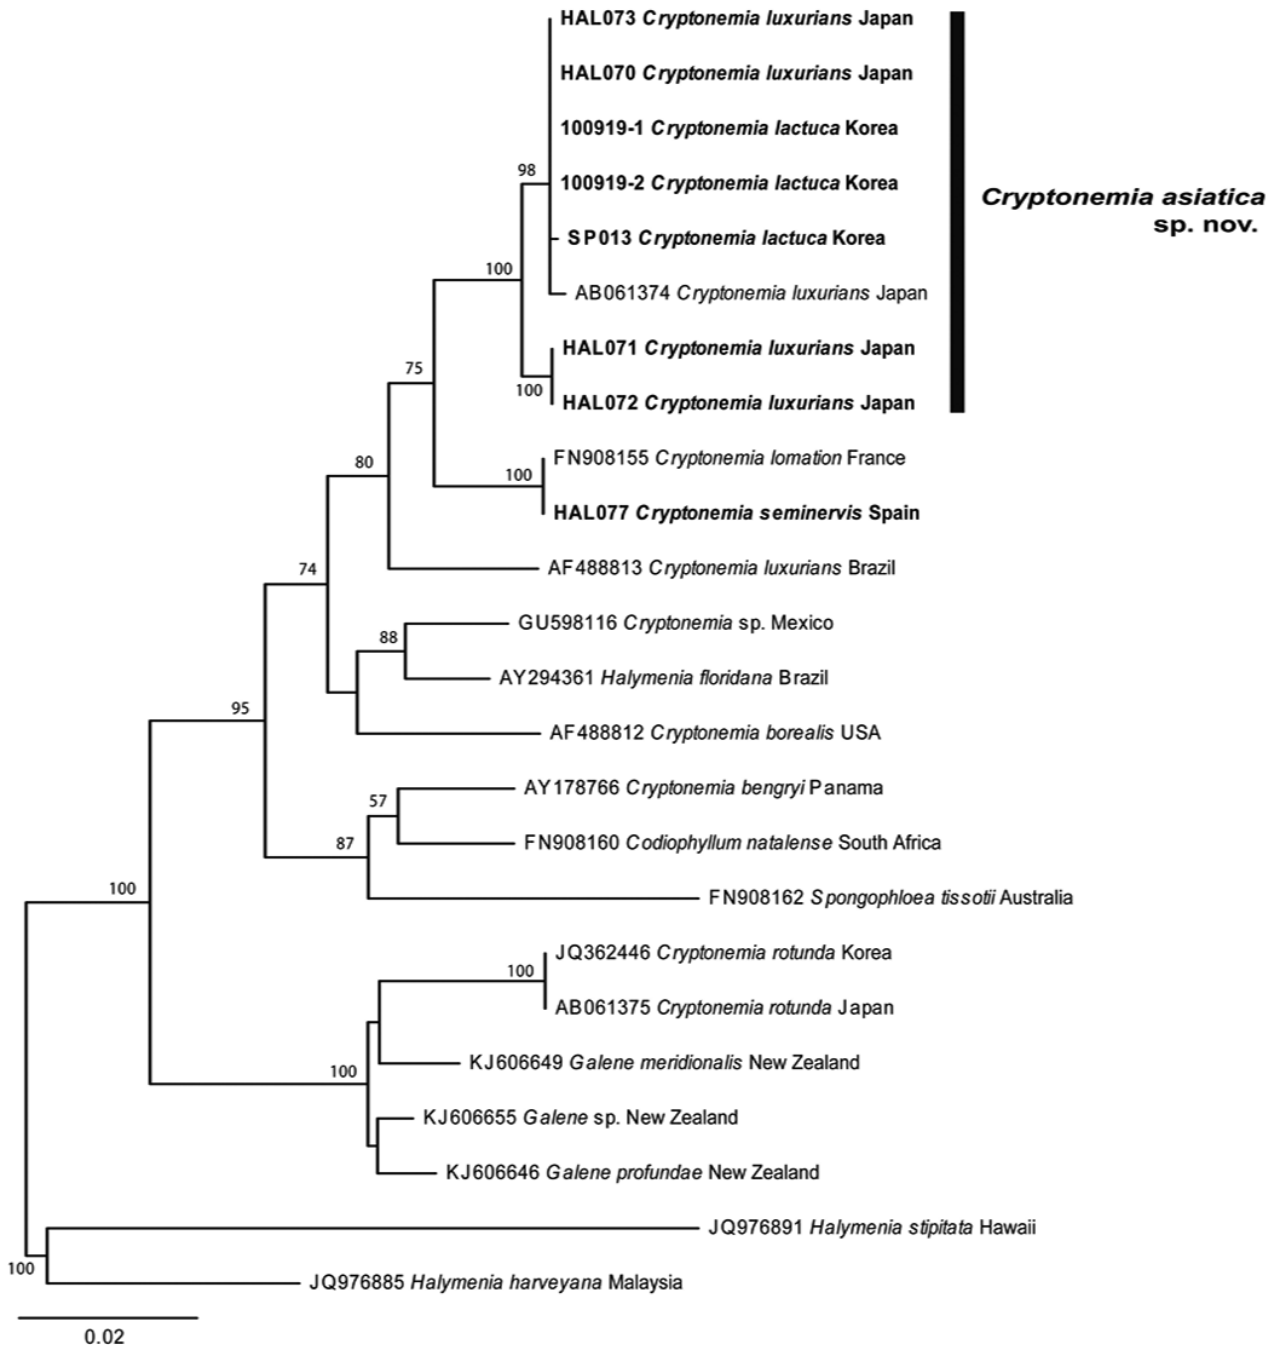 HAL073 Cryptonemia luxurians Japan
HAL070 Cryptonemia luxurians Japan
100919-1 Cryptonemia lactuca Korea
98
100919-2 Cryptonemia lactuca Korea
Cryptonemia asiatica
sp. nov.
SP013 Cryptonemia lactuca Korea
100
AB061374 Cryptonemia luxurians Japan
HAL071 Cryptonemia luxurians Japan
75
100
HAL072 Cryptonemia luxurians Japan
80
FN908155 Cryptonemia lomation France
100
HAL077 Cryptonemia seminervis Spain
74
AF488813 Cryptonemia luxurians Brazil
GU598116 Cryptonemia sp. Mexico
88
AY294361 Halymenia floridana Brazil
95
AF488812 Cryptonemia borealis USA
AY178766 Cryptonemia bengryi Panama
57
87
FN908160 Codiophyllum natalense South Africa
100
FN908162 Spongophloea tissotii Australia
JQ362446 Cryptonemia rotunda Korea
100
AB061375 Cryptonemia rotunda Japan
KJ606649 Galene meridionalis New Zealand
100
KJ606655 Galene sp. New Zealand
KJ606646 Galene profundae New Zealand
JQ976891 Halymenia stipitata Hawaii
100
JQ976885 Halymenia harveyana Malaysia
0.02